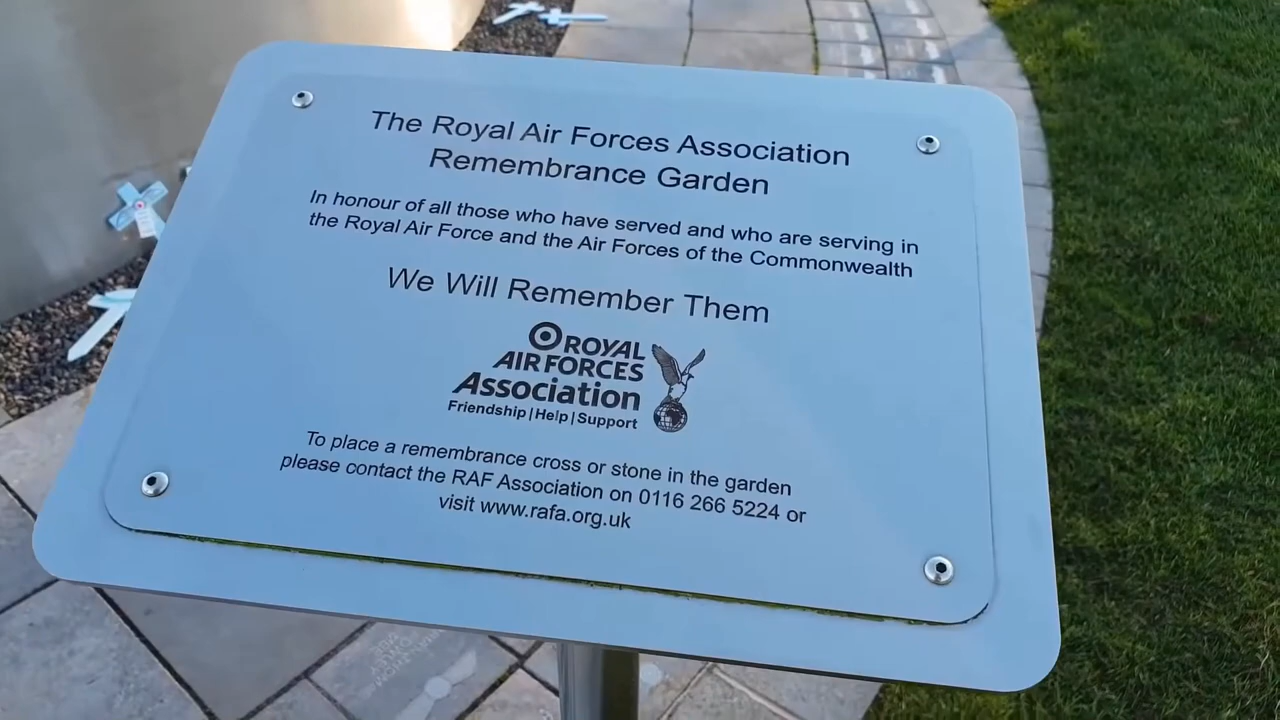 The Royal Air Forces Association
Remembrance Garden
In honour of all those who have served and who are serving in
the Royal Air Force and the Air Forces of the Commonwealth
We Will Remember Them
ROYAL
AIR FORCES
Association
Friendship|Help|Support
To place a remembrance cross or stone in the garden
please contact the RAF Association on 0116 266 5224 or
visit www.rafa.org.uk